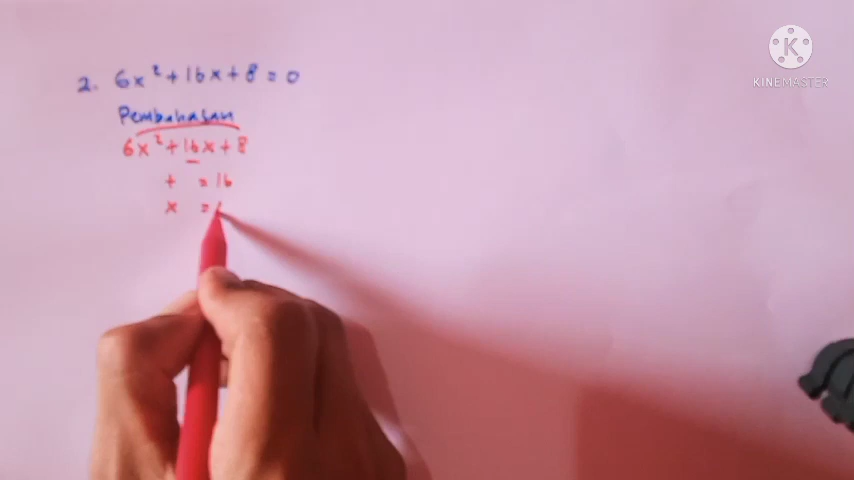 2. 6x² + 16x + 8 = 0
Pembahasan
6x² + 16x + 8
+ = 16
x =
K
KINEMASTER